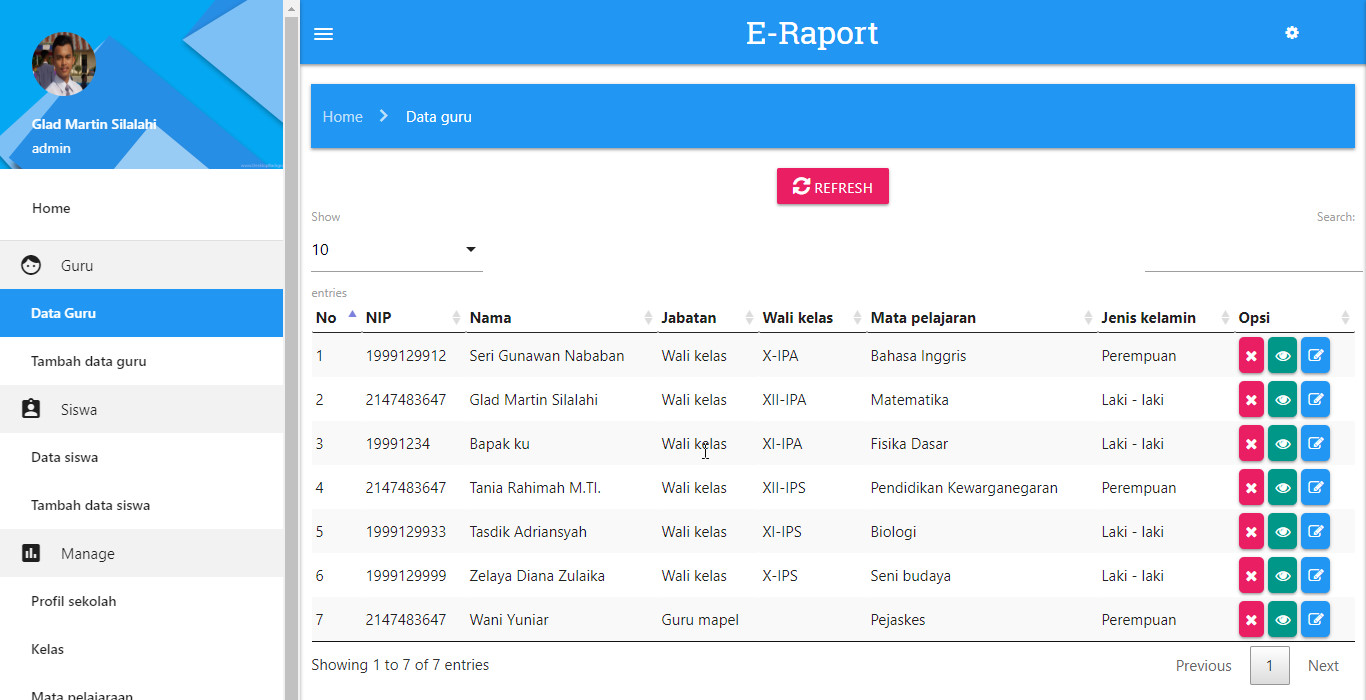 Glad Martin Silalahi
admin
Home
Guru
Data Guru
Tambah data guru
Siswa
Data siswa
Tambah data siswa
Manage
Profil sekolah
Kelas
Mata pelajaraan
E-Raport
Home Data guru
REFRESH
Show Search:
10
entries
No NIP Nama Jabatan Wali kelas Mata pelajaran Jenis kelamin Opsi
1 1999129912 Seri Gunawan Nababan Wali kelas X-IPA Bahasa Inggris Perempuan
2 2147483647 Glad Martin Silalahi Wali kelas XII-IPA Matematika Laki - laki
3 19991234 Bapak ku Wali kelas XI-IPA Fisika Dasar Laki - laki
4 2147483647 Tania Rahimah M.TI. Wali kelas XII-IPS Pendidikan Kewarganegaran Perempuan
5 1999129933 Tasdik Adriansyah Wali kelas XI-IPS Biologi Laki - laki
6 1999129999 Zelaya Diana Zulaika Wali kelas X-IPS Seni budaya Laki - laki
7 2147483647 Wani Yuniar Guru mapel Pejaskes Perempuan
Showing 1 to 7 of 7 entries Previous 1 Next